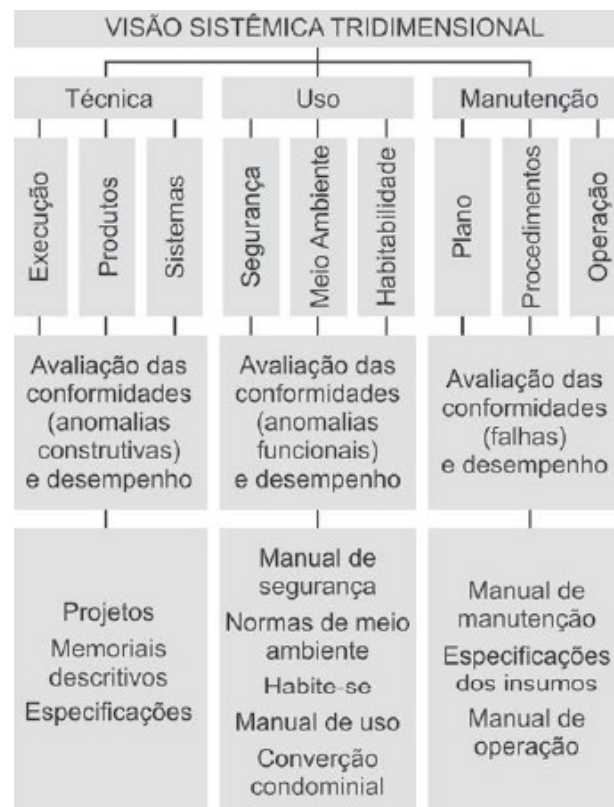 VISÃO SISTÊMICA TRIDIMENSIONAL
Técnica
Uso
Manutenção
Execução
Produtos
Sistemas
Segurança
Meio Ambiente
Habitabilidade
Plano
Procedimentos
Operação
Avaliação das
conformidades
(anomalias
construtivas)
e desempenho
Avaliação das
conformidades
(anomalias
funcionais)
e desempenho
Avaliação das
conformidades
(falhas)
e desempenho
Projetos
Memoriais
descritivos
Especificações
Manual de
segurança
Normas de meio
ambiente
Habite-se
Manual de uso
Converção
condominial
Manual de
manutenção
Especificações
dos insumos
Manual de
operação